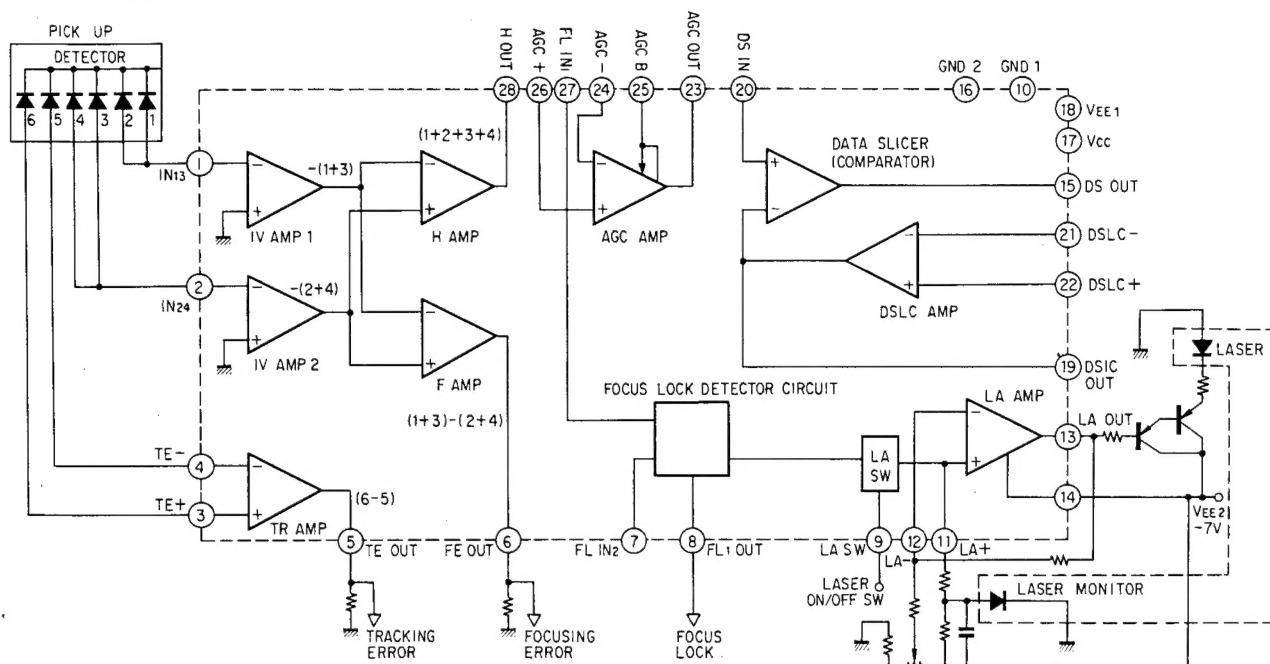 PICK UP
DETECTOR
6 5 4 3 2 1
H OUT
AGC +
FL IN1
AGC -
AGC B
AGC OUT
DS IN
GND 2
GND 1
28
26
27
24
25
23
20
16
10
18 VEE1
17 VCC
1
IN13
-
+
IV AMP 1
-(1+3)
(1+2+3+4)
-
+
H AMP
-
+
AGC AMP
DATA SLICER
(COMPARATOR)
+
-
15 DS OUT
21 DSLC-
22 DSLC+
-
+
DSLC AMP
2
IN24
-
+
IV AMP 2
-(2+4)
-
+
F AMP
(1+3)-(2+4)
19 DSIC
OUT
LASER
FOCUS LOCK DETECTOR CIRCUIT
LA AMP
-
+
LA OUT
13
LA
SW
14
VEE2
-7V
TE-
4
TE+
3
-
+
TR AMP
(6-5)
5 TE OUT
FE OUT 6
FL IN2 7
8 FL1 OUT
LA SW 9
12
LA-
11
LA+
LASER
ON/OFF SW
LASER MONITOR
TRACKING
ERROR
FOCUSING
ERROR
FOCUS
LOCK